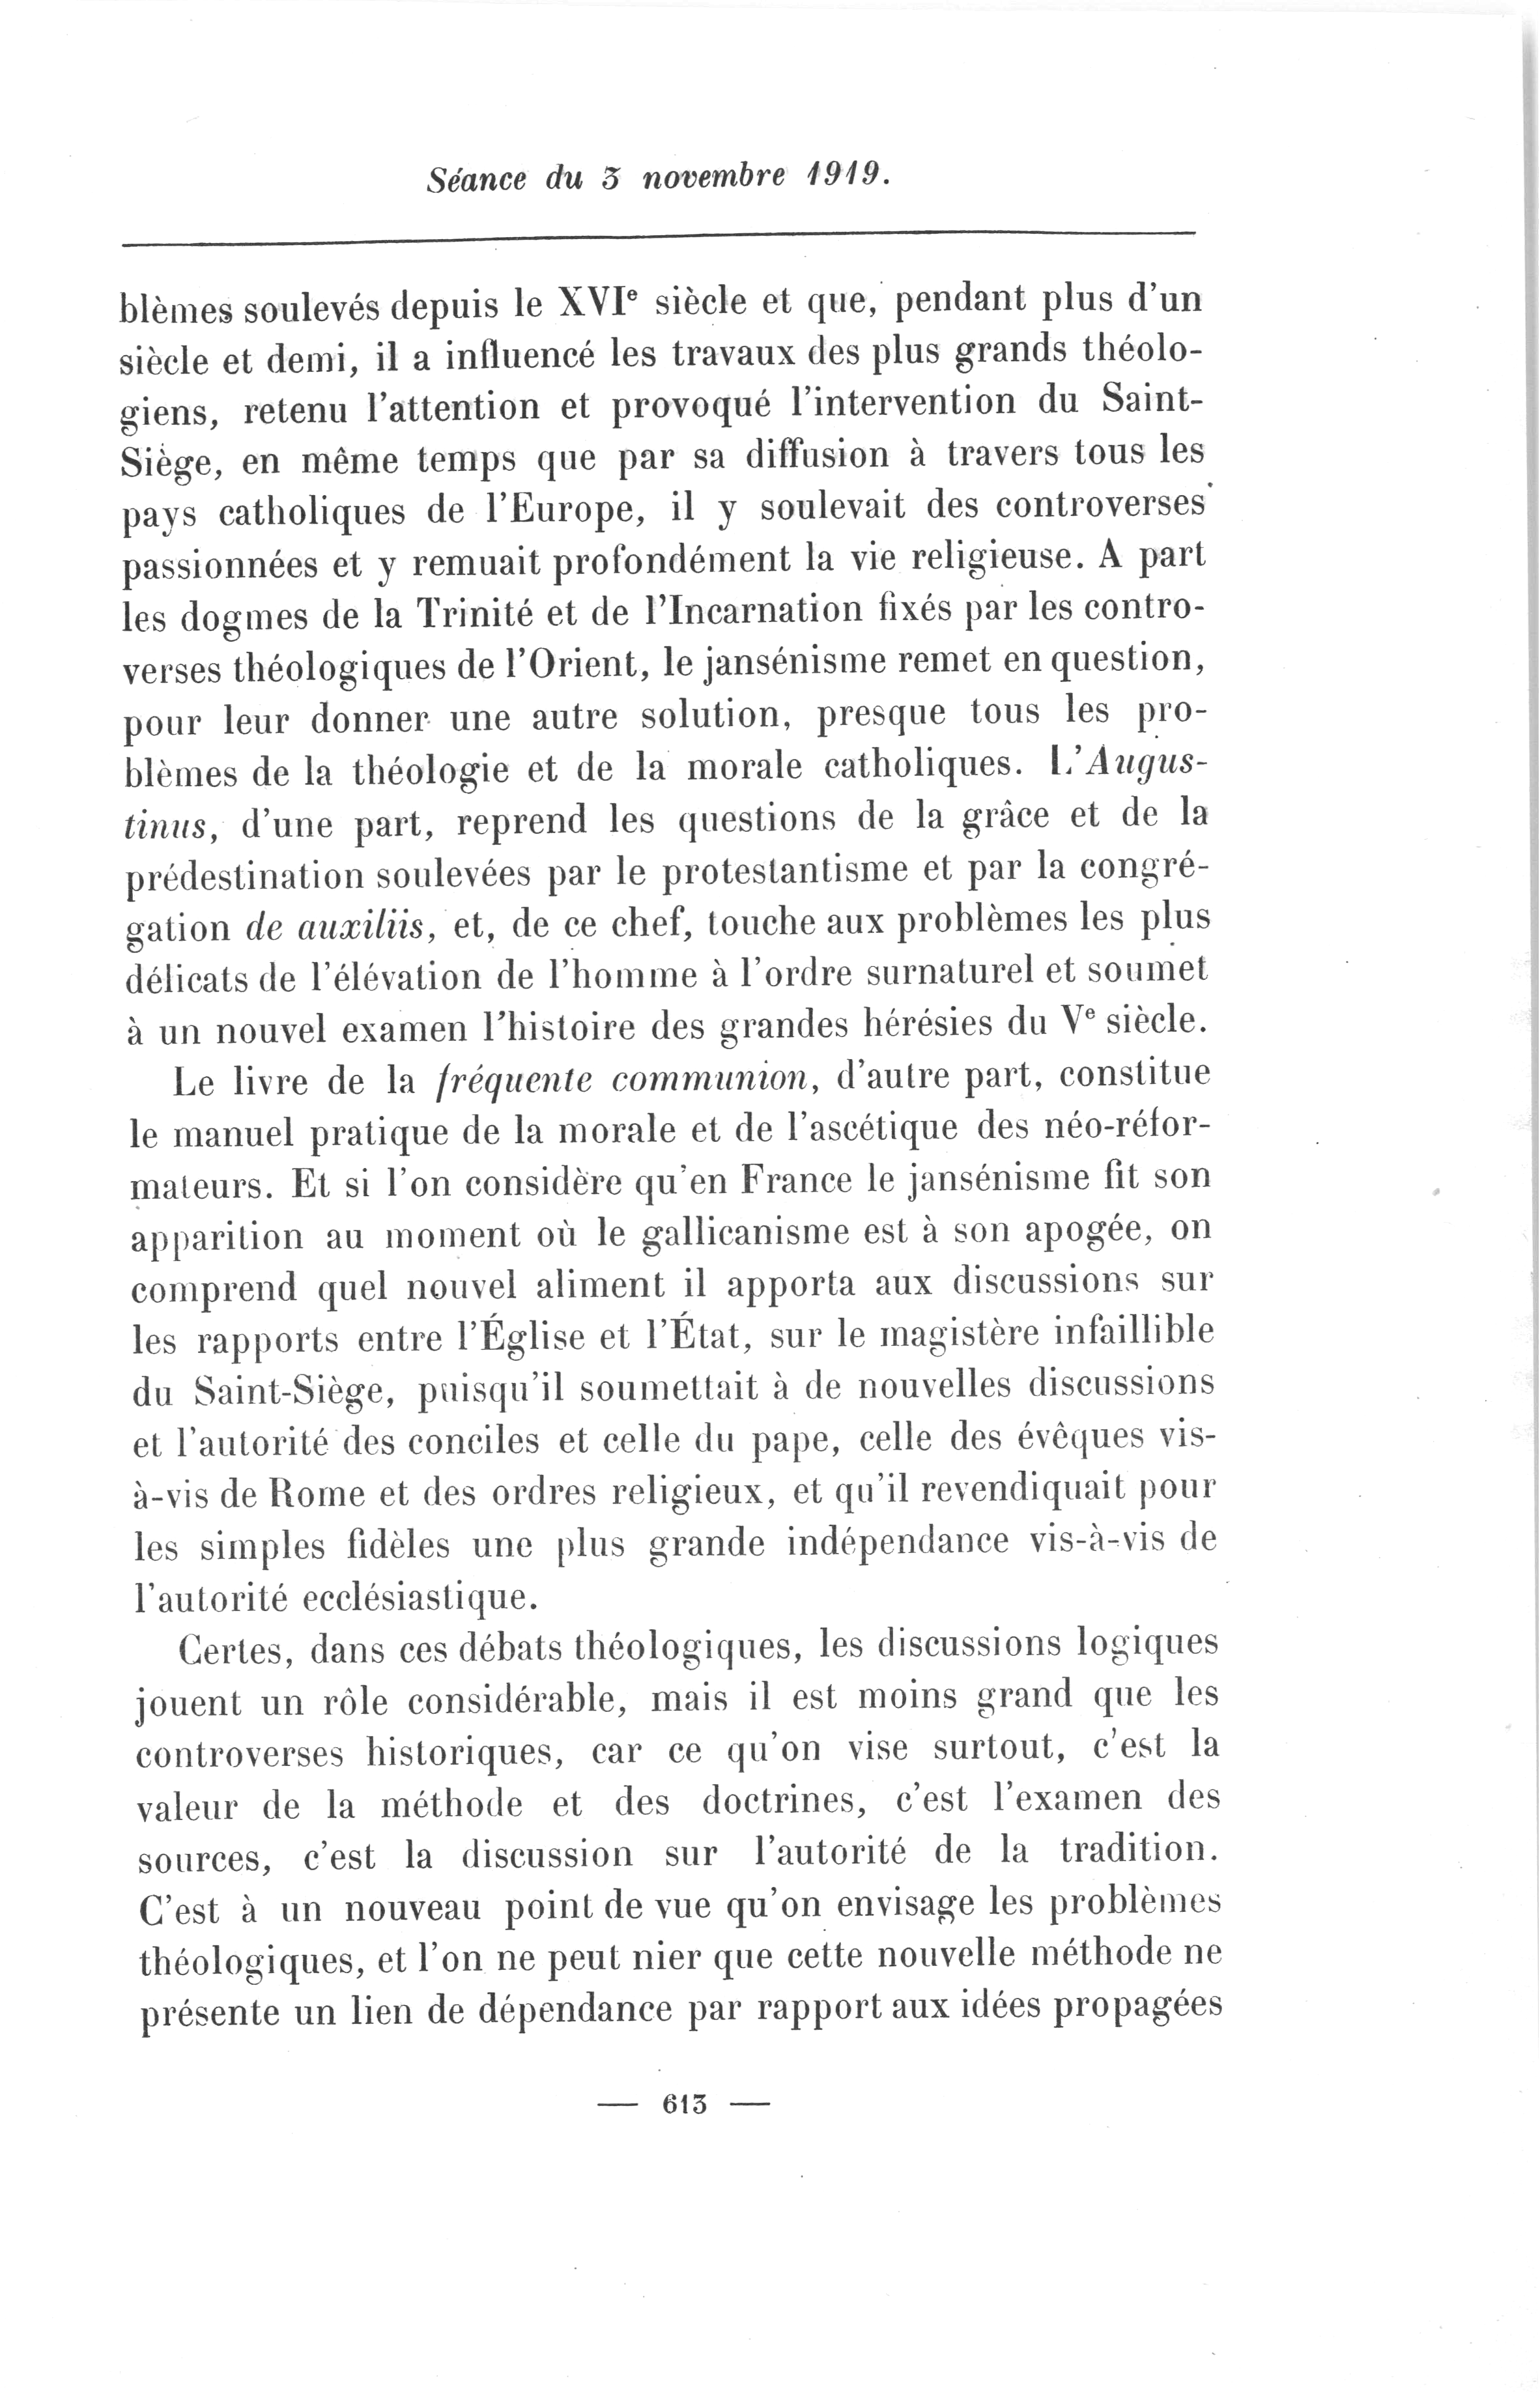 Séance du 3 novembre 1919.
blèmes soulevés depuis le XVIe siècle et que, pendant plus d'un
siècle et demi, il a influencé les travaux des plus grands théolo-
giens, retenu l'attention et provoqué l'intervention du Saint-
Siège, en même temps que par sa diffusion à travers tous les
pays catholiques de l'Europe, il y soulevait des controverses
passionnées et y remuait profondément la vie religieuse. A part
les dogmes de la Trinité et de l'Incarnation fixés par les contro-
verses théologiques de l'Orient, le jansénisme remet en question,
pour leur donner une autre solution, presque tous les pro-
blèmes de la théologie et de la morale catholiques. L'Augus-
tinus, d'une part, reprend les questions de la grâce et de la
prédestination soulevées par le protestantisme et par la congré-
gation de auxiliis, et, de ce chef, touche aux problèmes les plus
délicats de l'élévation de l'homme à l'ordre surnaturel et soumet
à un nouvel examen l'histoire des grandes hérésies du Ve siècle.
Le livre de la fréquente communion, d'autre part, constitue
le manuel pratique de la morale et de l'ascétique des néo-réfor-
mateurs. Et si l'on considère qu'en France le jansénisme fit son
apparition au moment où le gallicanisme est à son apogée, on
comprend quel nouvel aliment il apporta aux discussions sur
les rapports entre l'Église et l'État, sur le magistère infaillible
du Saint-Siège, puisqu'il soumettait à de nouvelles discussions
et l'autorité des conciles et celle du pape, celle des évêques vis-
à-vis de Rome et des ordres religieux, et qu'il revendiquait pour
les simples fidèles une plus grande indépendance vis-à-vis de
l'autorité ecclésiastique.
Certes, dans ces débats théologiques, les discussions logiques
jouent un rôle considérable, mais il est moins grand que les
controverses historiques, car ce qu'on vise surtout, c'est la
valeur de la méthode et des doctrines, c'est l'examen des
sources, c'est la discussion sur l'autorité de la tradition.
C'est à un nouveau point de vue qu'on envisage les problèmes
théologiques, et l'on ne peut nier que cette nouvelle méthode ne
présente un lien de dépendance par rapport aux idées propagées
— 613 —